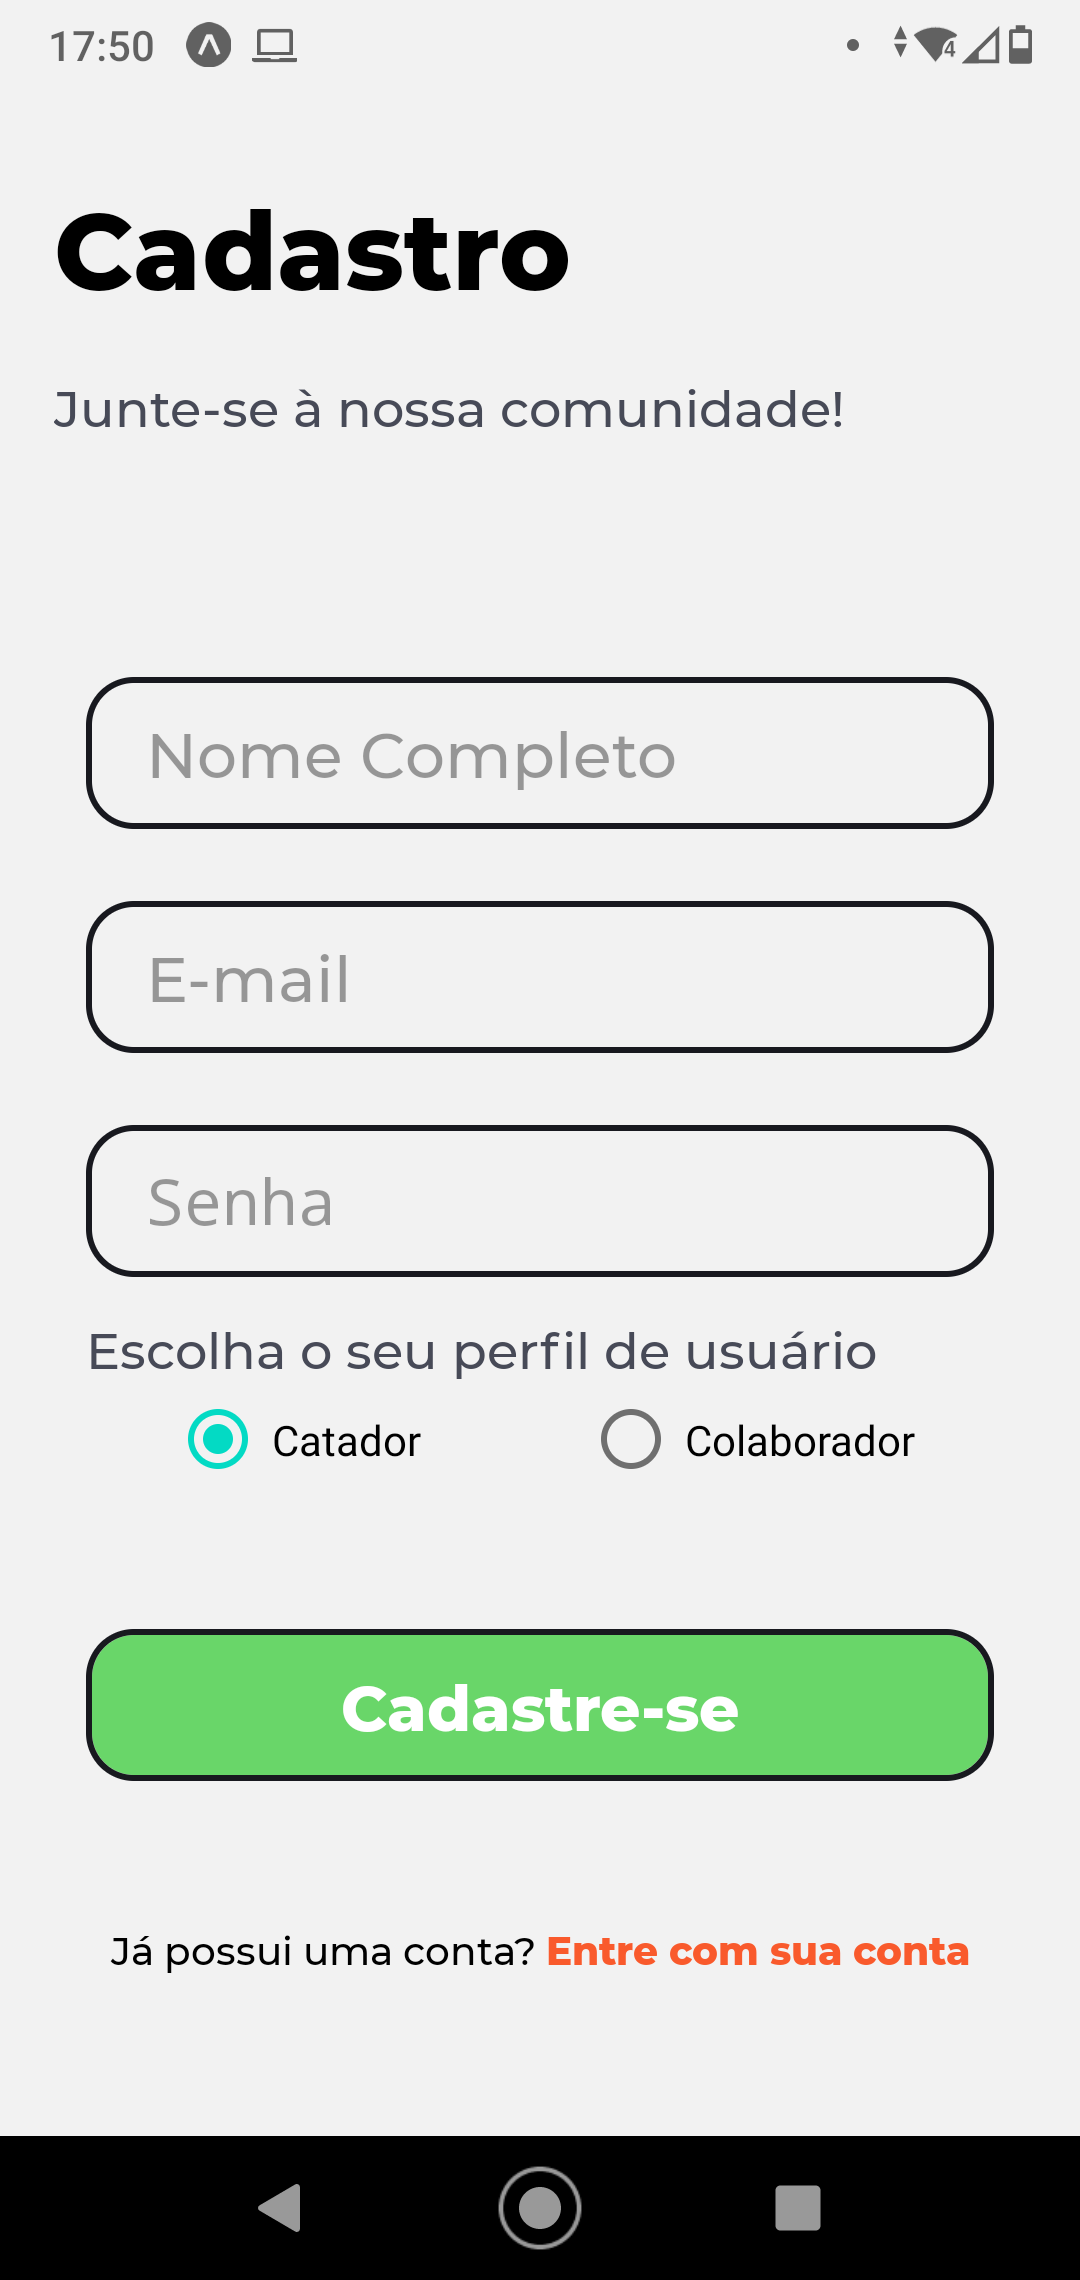 17:50
4
Cadastro
Junte-se à nossa comunidade!
Nome Completo
E-mail
Senha
Escolha o seu perfil de usuário
Catador Colaborador
Cadastre-se
Já possui uma conta? Entre com sua conta